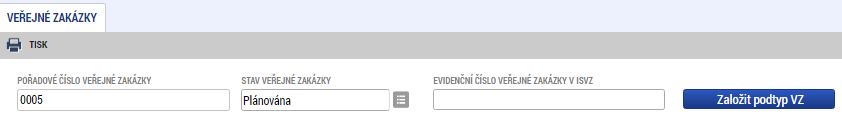 VEŘEJNÉ ZAKÁZKY
TISK
POŘADOVÉ ČÍSLO VEŘEJNÉ ZAKÁZKY STAV VEŘEJNÉ ZAKÁZKY EVIDENČNÍ ČÍSLO VEŘEJNÉ ZAKÁZKY V ISVZ
0005 Plánována Založit podtyp VZ